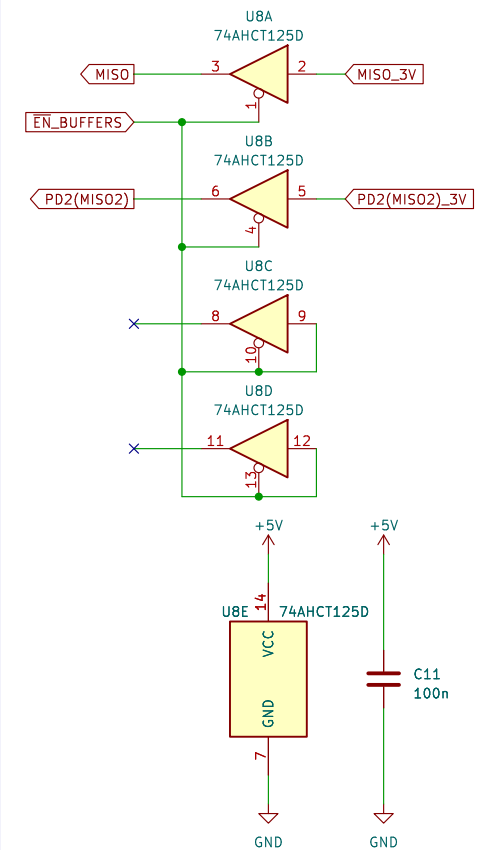 U8A
74AHCT125D
MISO
3
2
MISO_3V
1
EN_BUFFERS
U8B
74AHCT125D
PD2(MISO2)
6
5
PD2(MISO2)_3V
4
U8C
74AHCT125D
8
9
10
U8D
74AHCT125D
11
12
13
+5V
+5V
14
U8E
74AHCT125D
VCC
C11
100n
GND
7
GND
GND